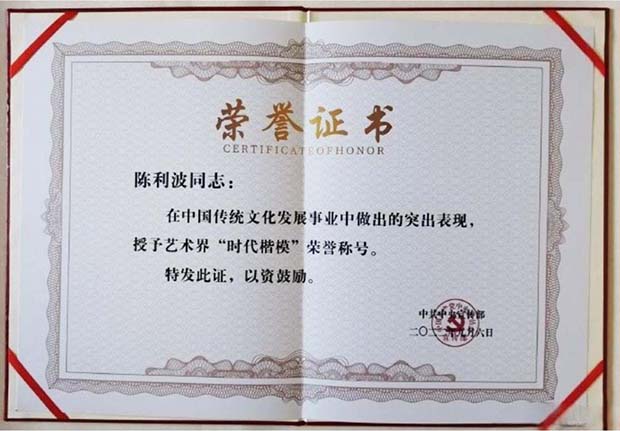 荣誉证书
CERTIFICATEOFHONOR
陈利波同志：
在中国传统文化发展事业中做出的突出表现，
授予艺术界“时代楷模”荣誉称号。
特发此证，以资鼓励。
中共中央宣传部
月六日